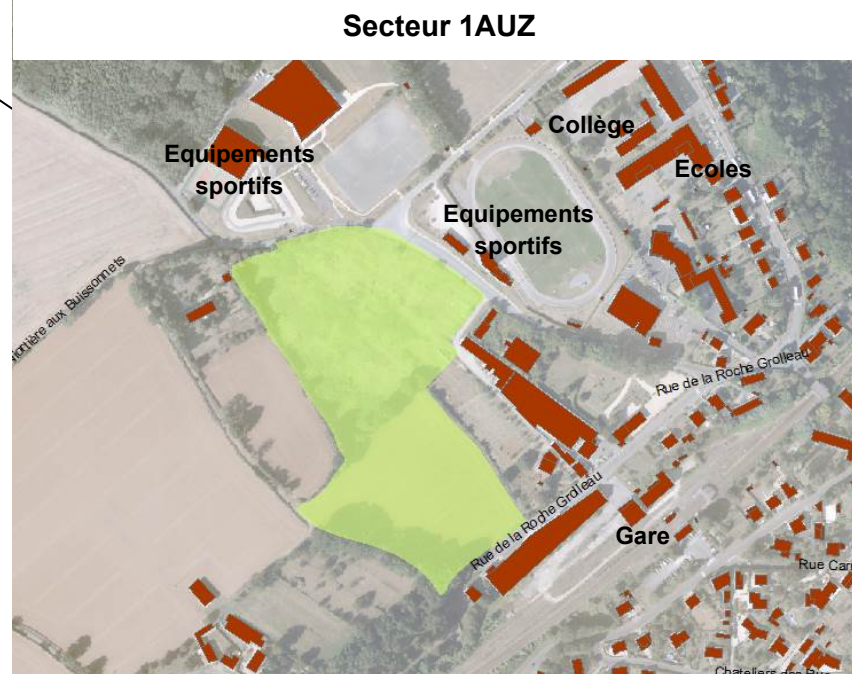 Secteur 1AUZ
Collège
Equipements
sportifs
Ecoles
Equipements
sportifs
aux Buissonnets
Rue de la Roche Grolleau
Rue de la Roche Grolleau
Gare
Rue